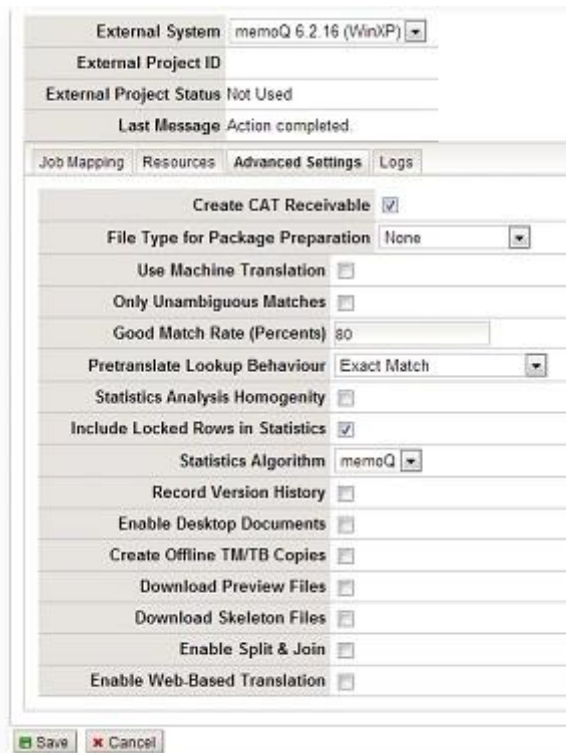 External System memoQ 6.2.16 (WinXP)
External Project ID
External Project Status Not Used
Last Message Action completed.
Job Mapping Resources Advanced Settings Logs
Create CAT Receivable
File Type for Package Preparation None
Use Machine Translation
Only Unambiguous Matches
Good Match Rate (Percents) 80
Pretranslate Lookup Behaviour Exact Match
Statistics Analysis Homogenity
Include Locked Rows in Statistics
Statistics Algorithm memoQ
Record Version History
Enable Desktop Documents
Create Offline TM/TB Copies
Download Preview Files
Download Skeleton Files
Enable Split & Join
Enable Web-Based Translation
Save Cancel